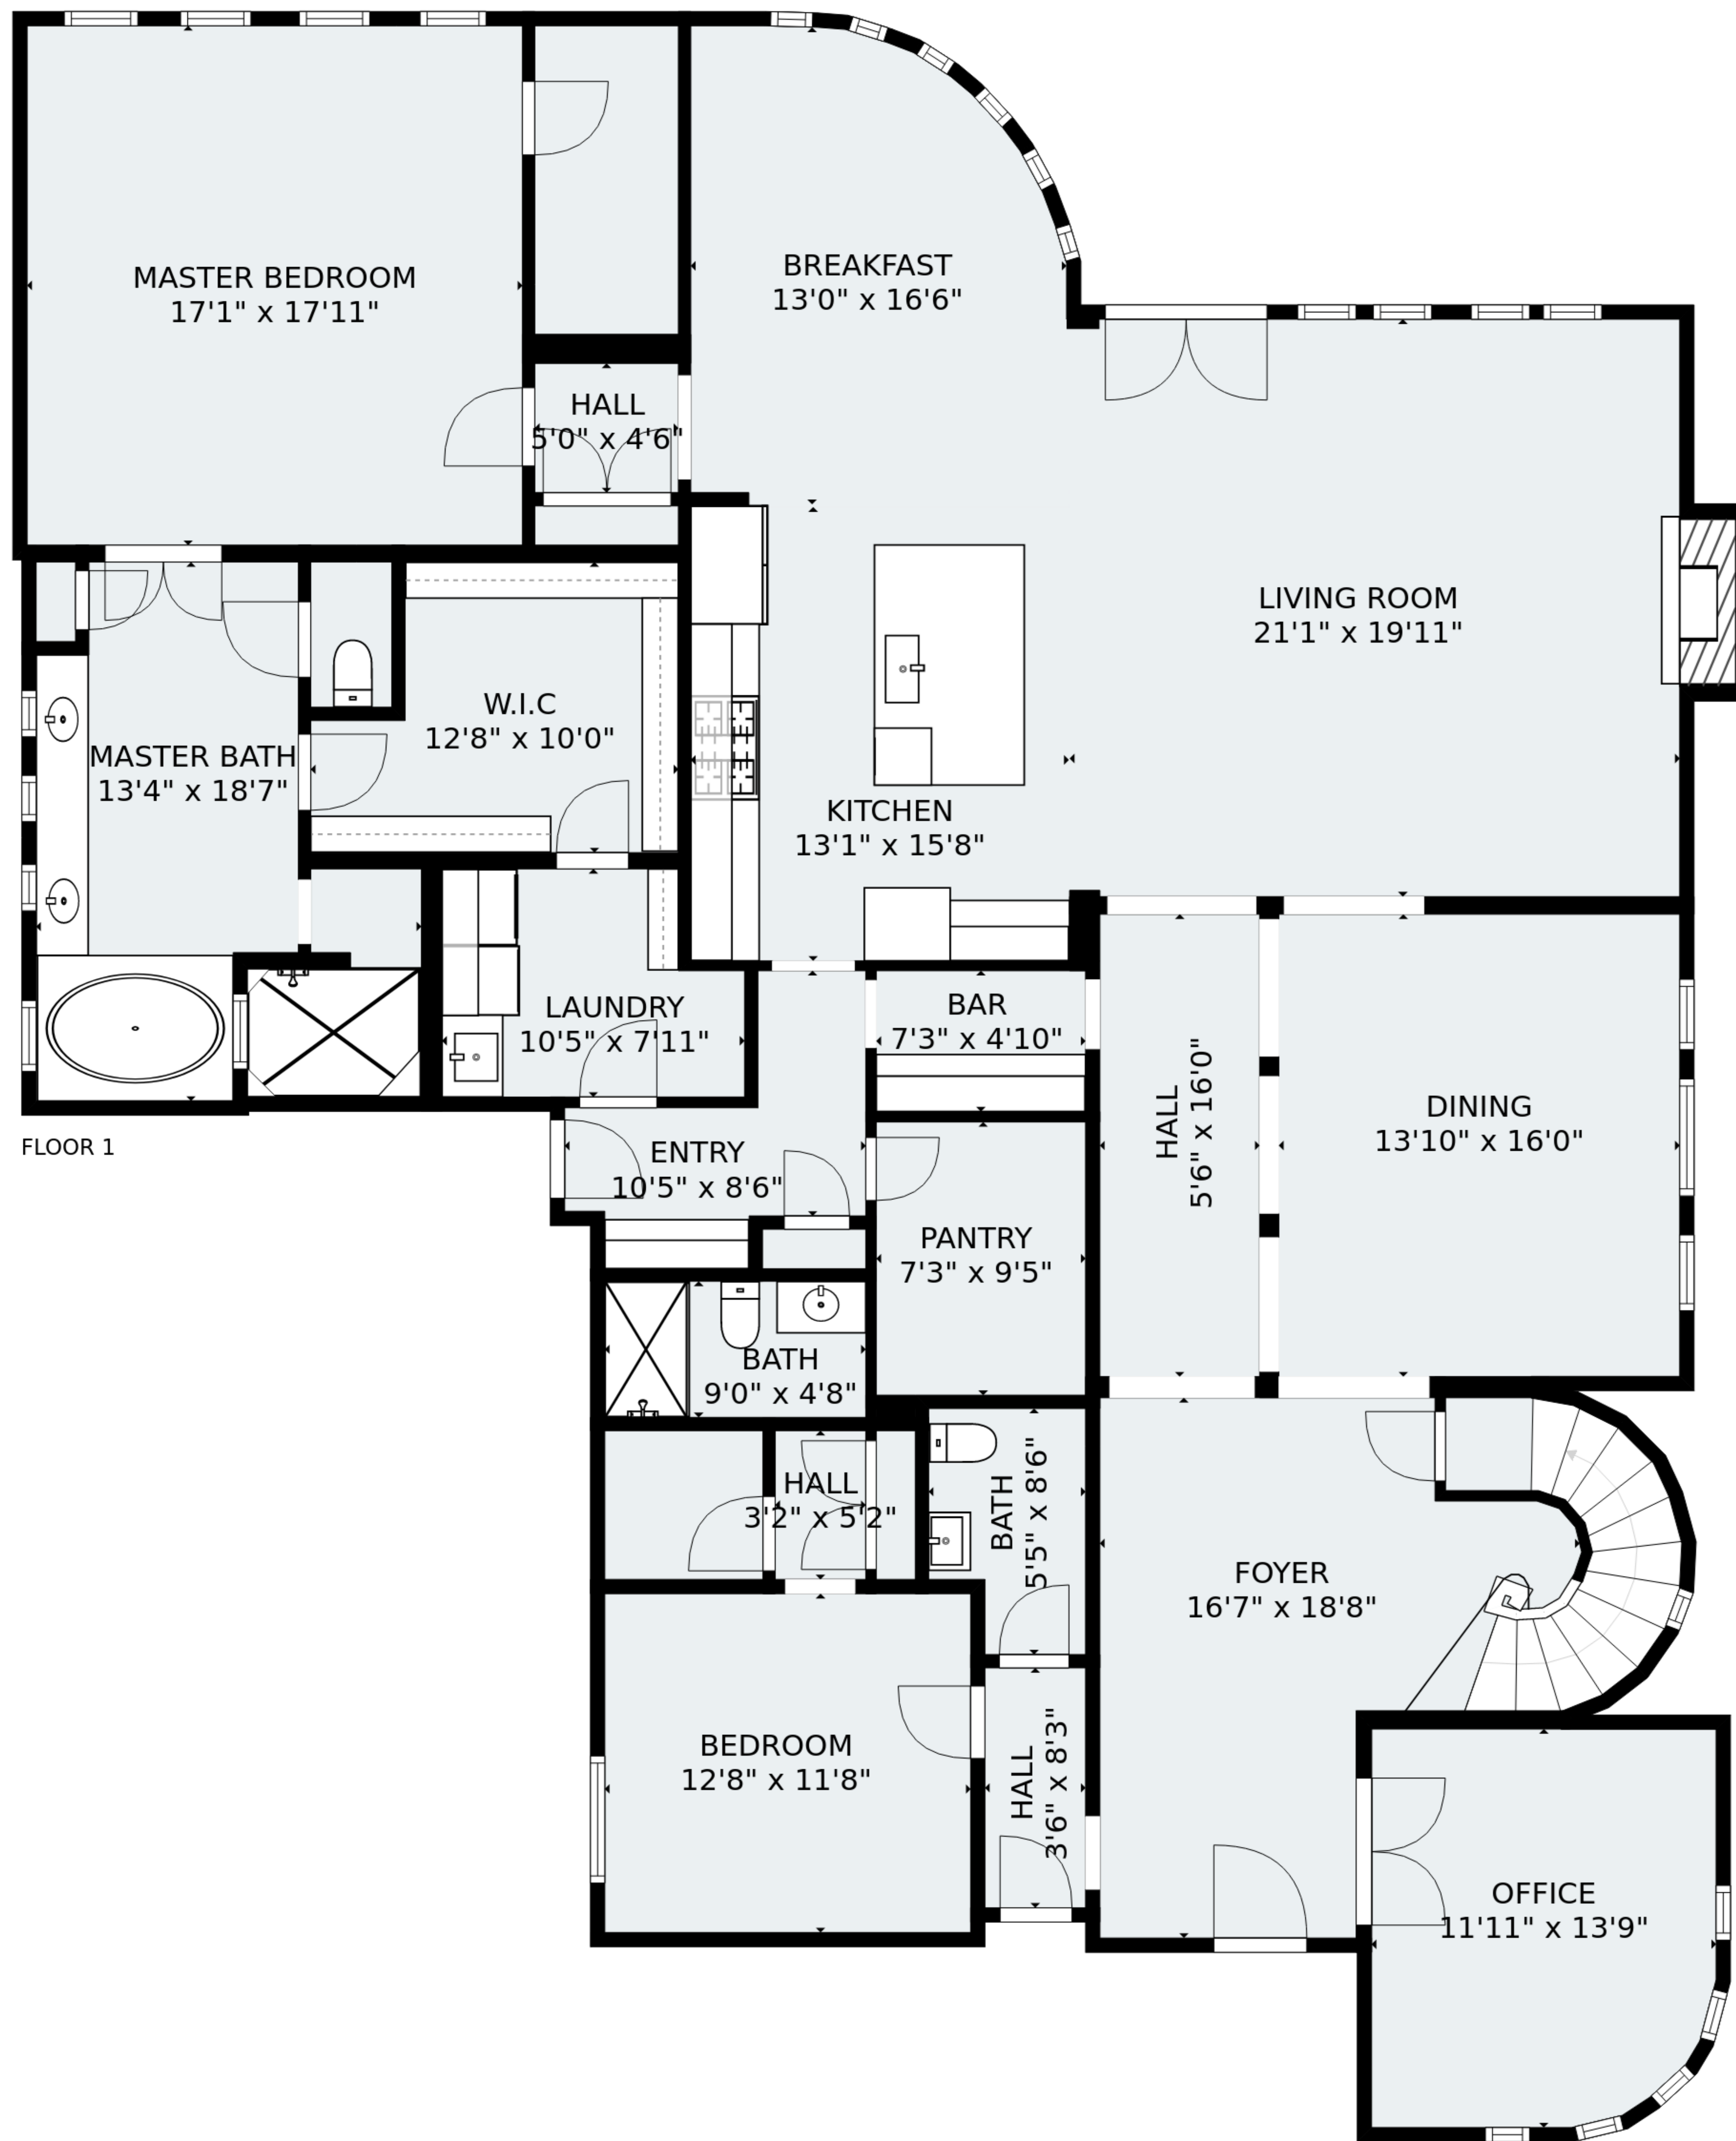 MASTER BEDROOM
17'1" x 17'11"
BREAKFAST
13'0" x 16'6"
HALL
5'0" x 4'6"
LIVING ROOM
21'1" x 19'11"
W.I.C
12'8" x 10'0"
MASTER BATH
13'4" x 18'7"
KITCHEN
13'1" x 15'8"
LAUNDRY
10'5" x 7'11"
BAR
7'3" x 4'10"
HALL
5'6" x 16'0"
DINING
13'10" x 16'0"
FLOOR 1
ENTRY
10'5" x 8'6"
PANTRY
7'3" x 9'5"
BATH
9'0" x 4'8"
HALL
3'2" x 5'2"
BATH
5'5" x 8'6"
FOYER
16'7" x 18'8"
BEDROOM
12'8" x 11'8"
HALL
3'6" x 8'3"
OFFICE
11'11" x 13'9"